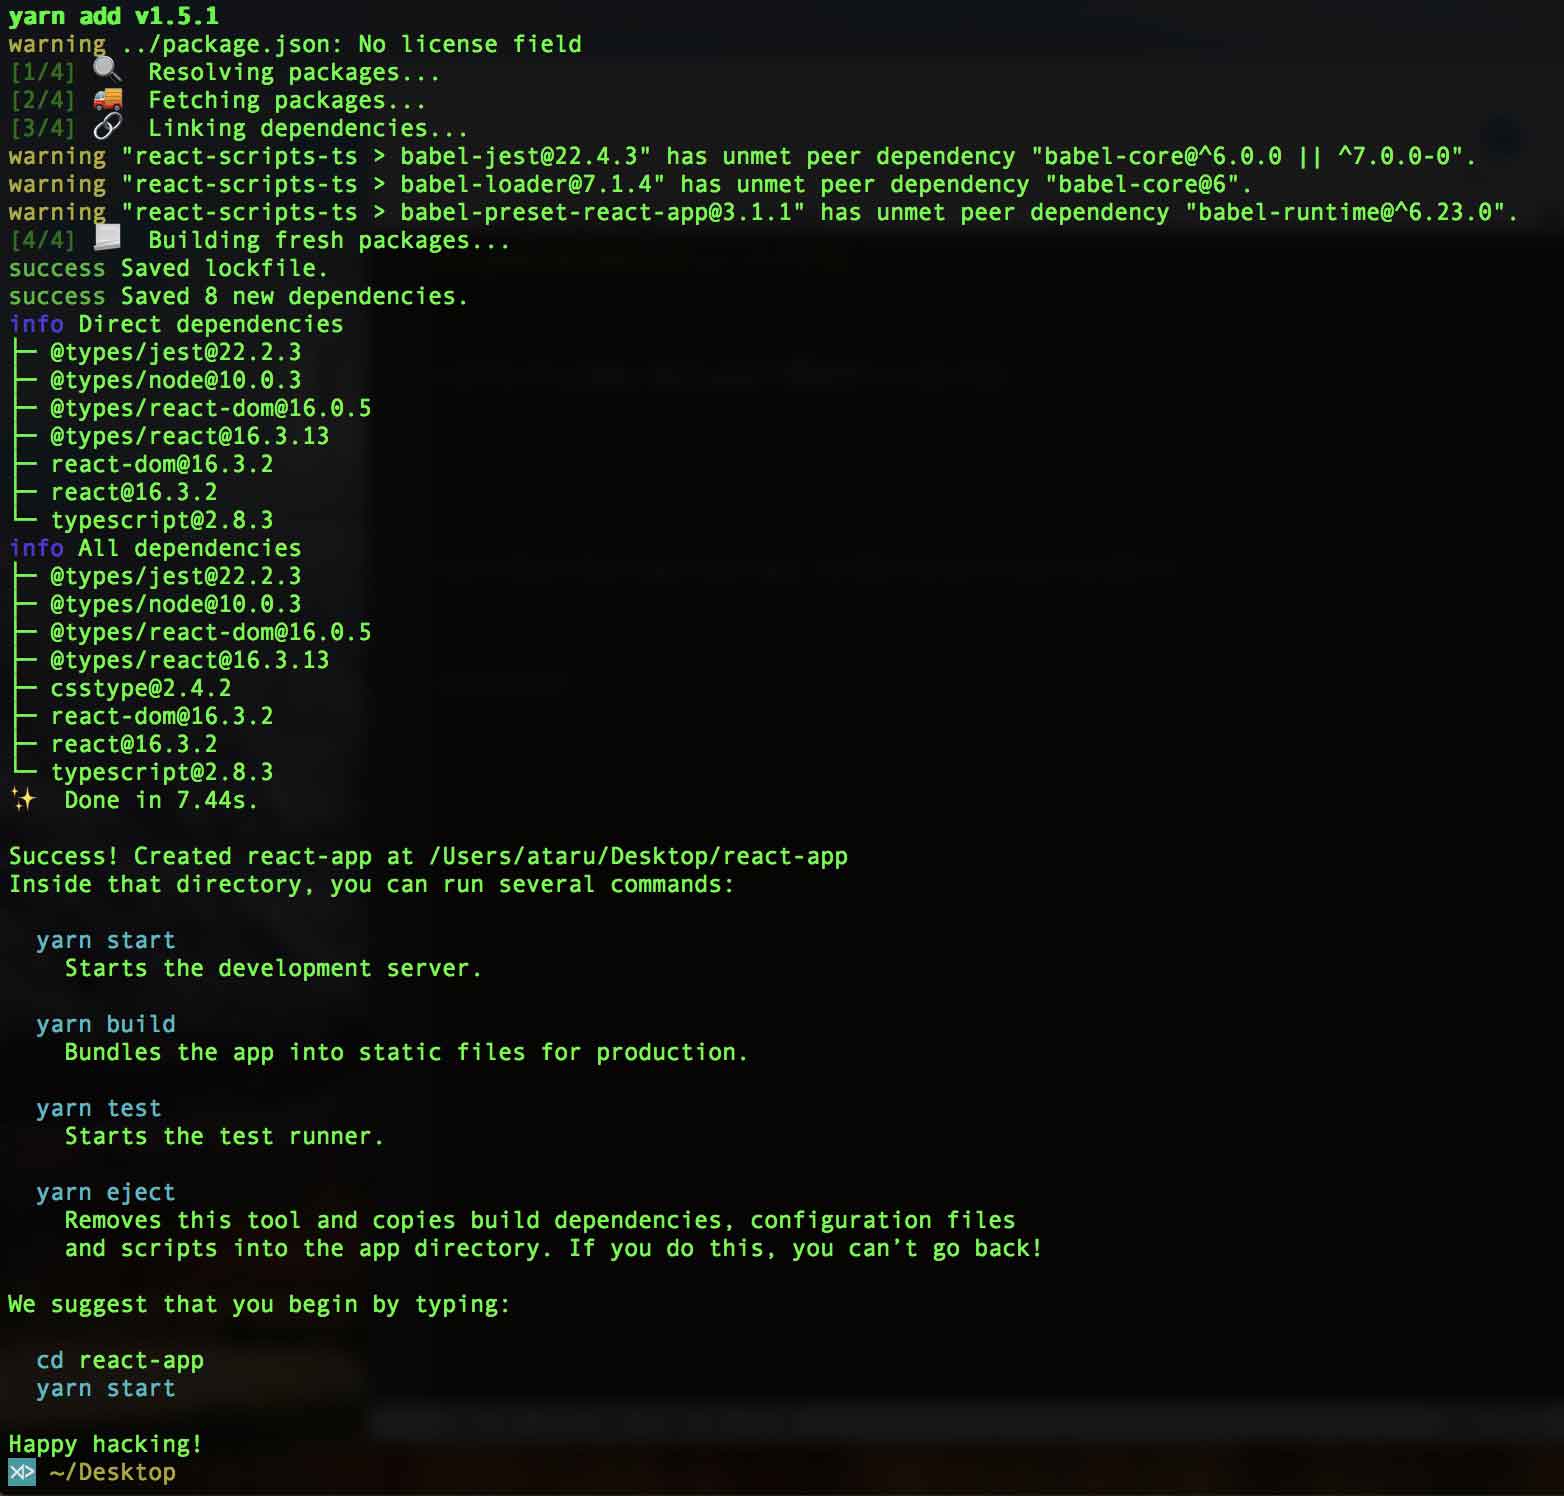 yarn add v1.5.1
warning ../package.json: No license field
[1/4] 🔍  Resolving packages...
[2/4] 🚚  Fetching packages...
[3/4] 🔗  Linking dependencies...
warning "react-scripts-ts > babel-jest@22.4.3" has unmet peer dependency "babel-core@^6.0.0 || ^7.0.0-0".
warning "react-scripts-ts > babel-loader@7.1.4" has unmet peer dependency "babel-core@6".
warning "react-scripts-ts > babel-preset-react-app@3.1.1" has unmet peer dependency "babel-runtime@^6.23.0".
[4/4] 📃  Building fresh packages...
success Saved lockfile.
success Saved 8 new dependencies.
info Direct dependencies
├─ @types/jest@22.2.3
├─ @types/node@10.0.3
├─ @types/react-dom@16.0.5
├─ @types/react@16.3.13
├─ react-dom@16.3.2
├─ react@16.3.2
└─ typescript@2.8.3
info All dependencies
├─ @types/jest@22.2.3
├─ @types/node@10.0.3
├─ @types/react-dom@16.0.5
├─ @types/react@16.3.13
├─ csstype@2.4.2
├─ react-dom@16.3.2
├─ react@16.3.2
└─ typescript@2.8.3
✨  Done in 7.44s.
Success! Created react-app at /Users/ataru/Desktop/react-app
Inside that directory, you can run several commands:
yarn start
Starts the development server.
yarn build
Bundles the app into static files for production.
yarn test
Starts the test runner.
yarn eject
Removes this tool and copies build dependencies, configuration files
and scripts into the app directory. If you do this, you can’t go back!
We suggest that you begin by typing:
cd react-app
yarn start
Happy hacking!
~/Desktop